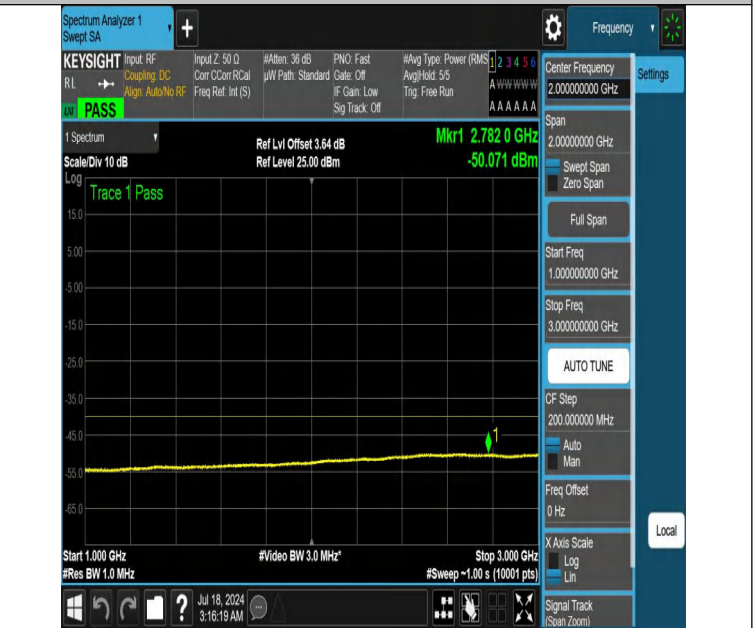 Spectrum Analyzer 1
Swept SA
+
Frequency
KEYSIGHT
RL
PASS
Input: RF
Coupling: DC
Align: Auto/No RF
Input Z: 50 Ω
Corr CCorr RCal
Freq Ref: Int (S)
#Atten: 36 dB
µW Path: Standard
PNO: Fast
Gate: Off
IF Gain: Low
Sig Track: Off
#Avg Type: Power (RMS
Avg|Hold: 5/5
Trig: Free Run
1 2 3 4 5 6
A W W W W W
A A A A A A
1 Spectrum
Scale/Div 10 dB
Ref Lvl Offset 3.64 dB
Ref Level 25.00 dBm
Mkr1 2.782 0 GHz
-50.071 dBm
Log
Trace 1 Pass
15.0
5.00
-5.00
-15.0
-25.0
-35.0
-45.0
-55.0
-65.0
1
Start 1.000 GHz
#Res BW 1.0 MHz
#Video BW 3.0 MHz*
Stop 3.000 GHz
#Sweep ~1.00 s (10001 pts)
?
Jul 18, 2024
3:16:19 AM
Center Frequency
2.000000000 GHz
Settings
Span
2.00000000 GHz
Swept Span
Zero Span
Full Span
Start Freq
1.000000000 GHz
Stop Freq
3.000000000 GHz
AUTO TUNE
CF Step
200.000000 MHz
Auto
Man
Freq Offset
0 Hz
X Axis Scale
Log
Lin
Local
Signal Track
(Span Zoom)